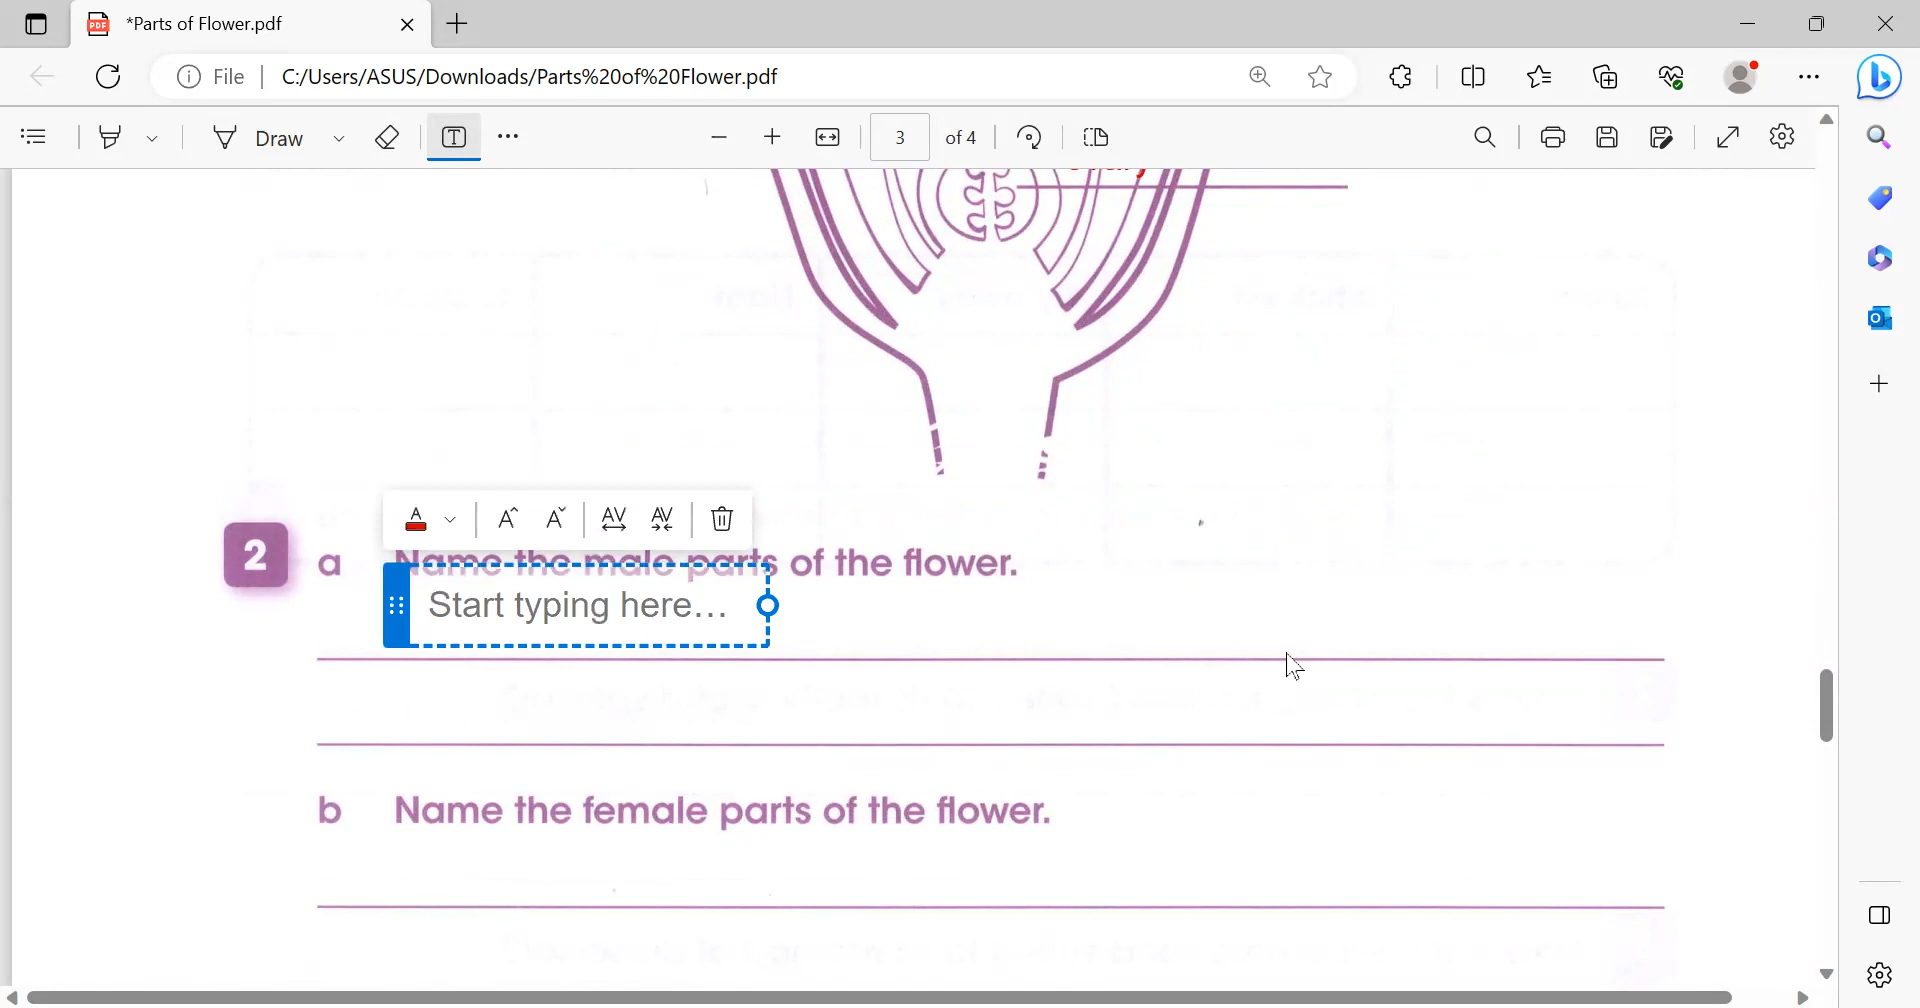 *Parts of Flower.pdf
File
C:/Users/ASUS/Downloads/Parts%20of%20Flower.pdf
Draw
3 of 4
2 a Name the male parts of the flower.
Start typing here...
b Name the female parts of the flower.